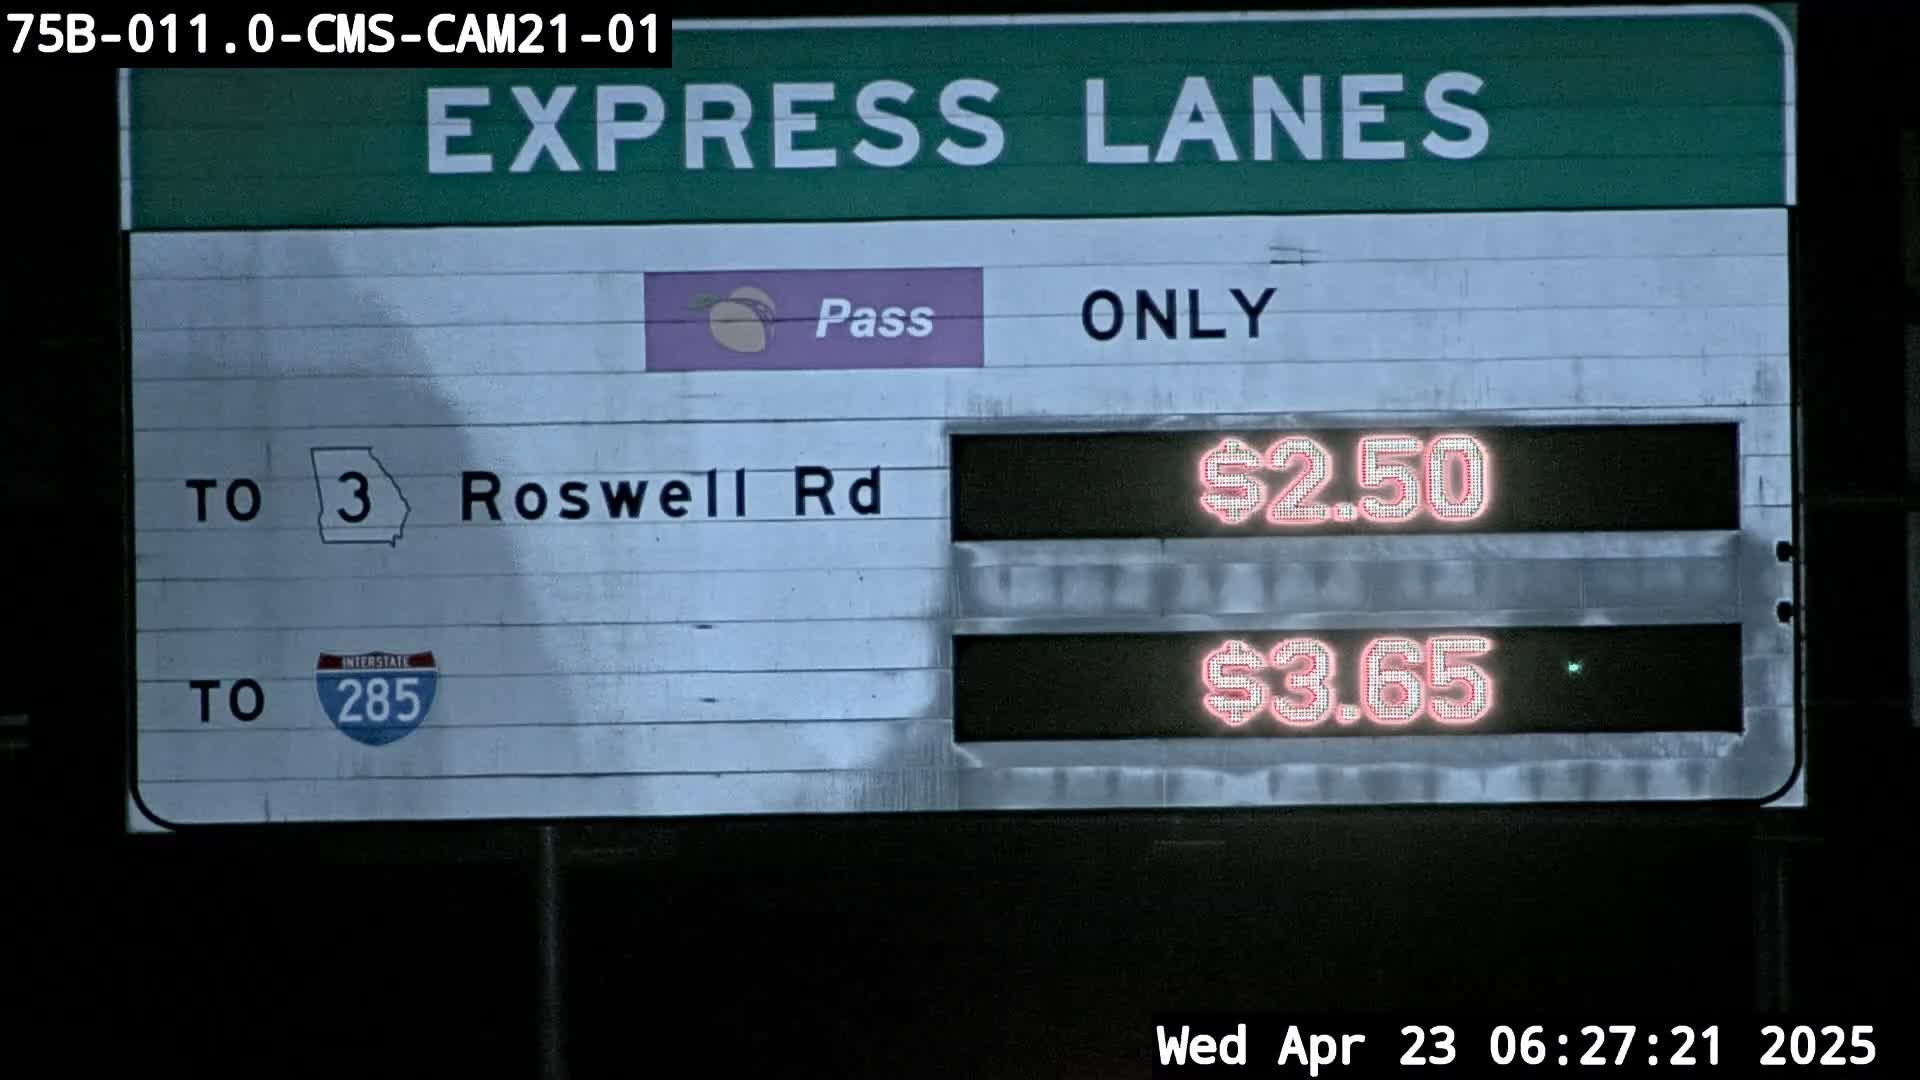 75B-011.0-CMS-CAM21-01
EXPRESS LANES
Pass ONLY
TO 3 Roswell Rd $2.50
TO INTERSTATE 285 $3.65
Wed Apr 23 06:27:21 2025